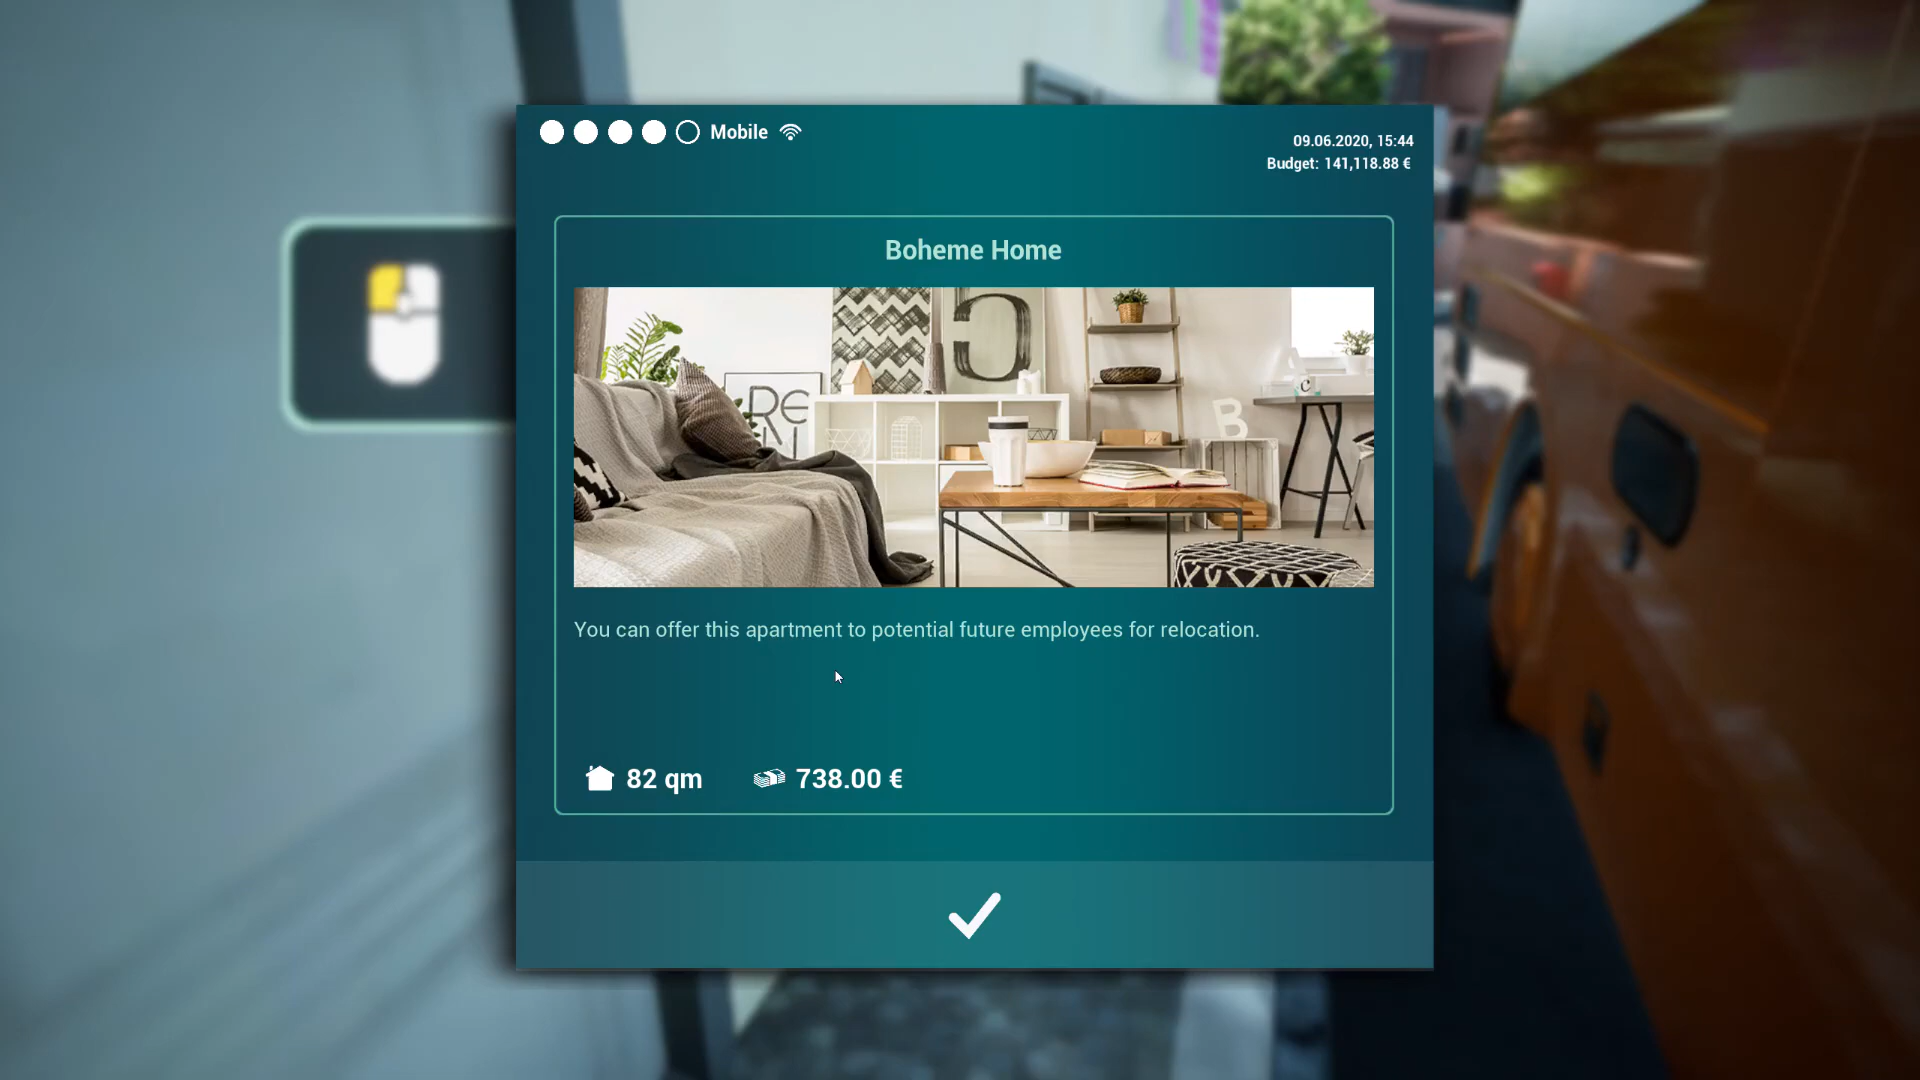 Mobile
09.06.2020, 15:44
Budget: 141,118.88 €
Boheme Home
RE
B
C
You can offer this apartment to potential future employees for relocation.
82 qm
738.00 €